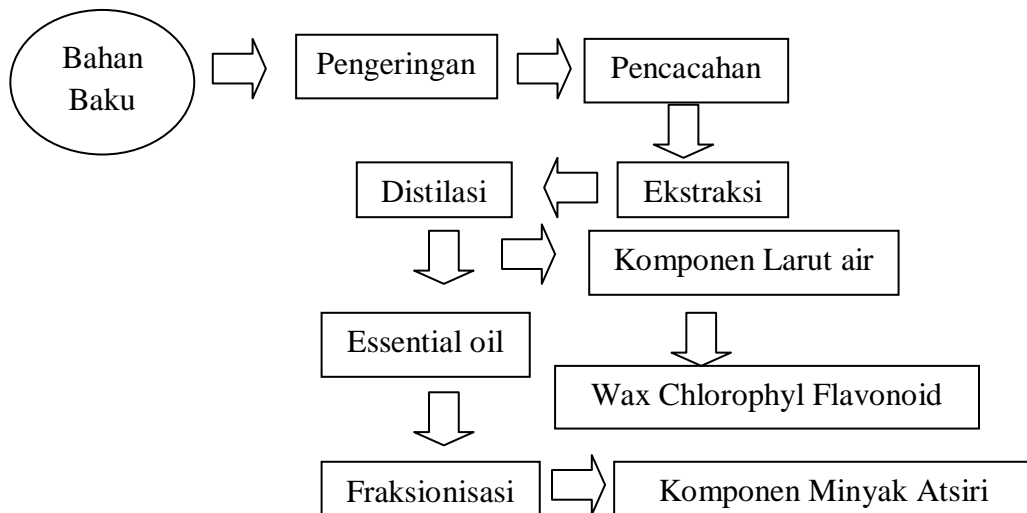 Bahan
Baku
Pengeringan
Pencacahan
Distilasi
Ekstraksi
Komponen Larut air
Essential oil
Wax Chlorophyl Flavonoid
Fraksionisasi
Komponen Minyak Atsiri